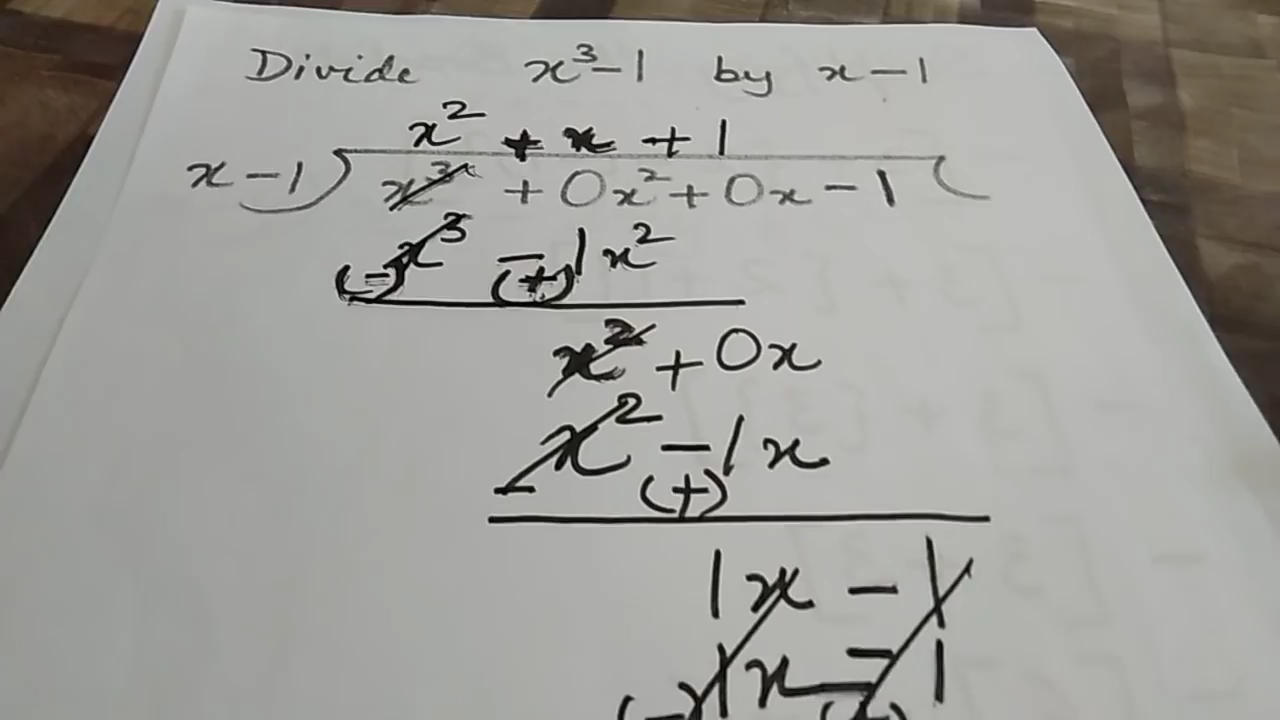 Divide x³-1 by x-1
x² + x + 1
x-1) x³ + 0x² + 0x - 1
x³ - 1x²
(-) (+)
x² + 0x
x² - 1x
- (+)
1x - 1
1x - 1
(-) (+)